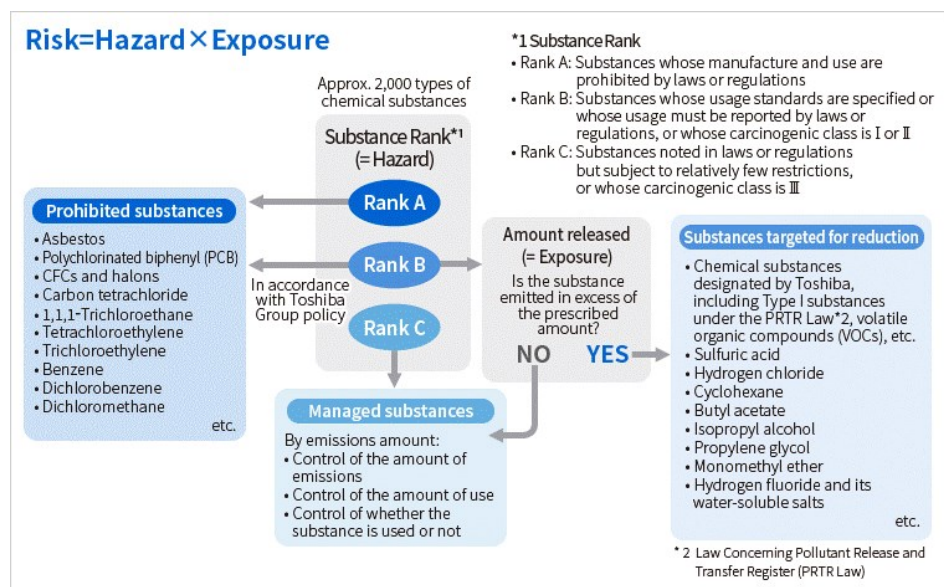 Risk=Hazard×Exposure
*1 Substance Rank
• Rank A: Substances whose manufacture and use are
prohibited by laws or regulations
• Rank B: Substances whose usage standards are specified or
whose usage must be reported by laws or
regulations, or whose carcinogenic class is Ⅰ or Ⅱ
• Rank C: Substances noted in laws or regulations
but subject to relatively few restrictions,
or whose carcinogenic class is Ⅲ
Approx. 2,000 types of
chemical substances
Substance Rank*1
(= Hazard)
Rank A
Rank B
Rank C
Prohibited substances
• Asbestos
• Polychlorinated biphenyl (PCB)
• CFCs and halons
• Carbon tetrachloride
• 1,1,1-Trichloroethane
• Tetrachloroethylene
• Trichloroethylene
• Benzene
• Dichlorobenzene
• Dichloromethane
etc.
In accordance
with Toshiba
Group policy
Amount released
(= Exposure)
Is the substance
emitted in excess of
the prescribed
amount?
NO YES
Managed substances
By emissions amount:
• Control of the amount of
emissions
• Control of the amount of use
• Control of whether the
substance is used or not
Substances targeted for reduction
• Chemical substances
designated by Toshiba,
including Type I substances
under the PRTR Law*2, volatile
organic compounds (VOCs), etc.
• Sulfuric acid
• Hydrogen chloride
• Cyclohexane
• Butyl acetate
• Isopropyl alcohol
• Propylene glycol
• Monomethyl ether
• Hydrogen fluoride and its
water-soluble salts
etc.
* 2 Law Concerning Pollutant Release and
Transfer Register (PRTR Law)